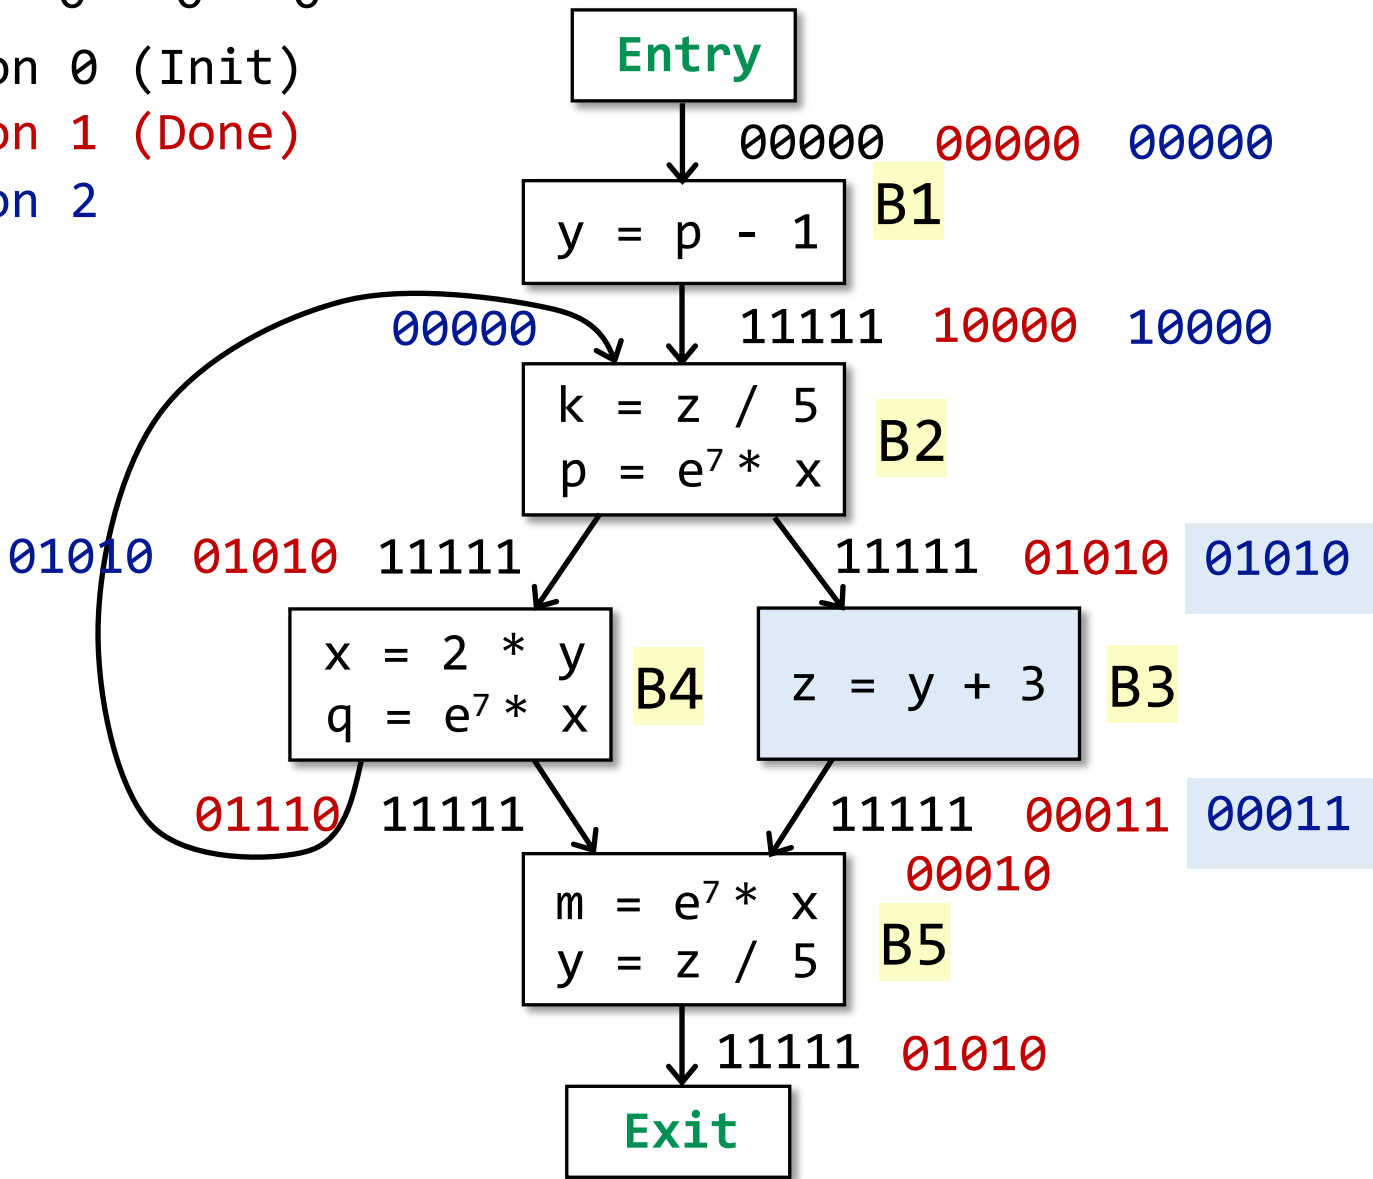 Entry
on 0 (Init)
on 1 (Done)
00000 00000 00000
on 2
B1
y = p - 1
00000
11111 10000 10000
k = z / 5
p = e⁷ * x
B2
01010 01010 11111
11111 01010 01010
x = 2 * y
q = e⁷ * x
B4
z = y + 3
B3
01110 11111
11111 00011 00011
00010
m = e⁷ * x
y = z / 5
B5
11111 01010
Exit